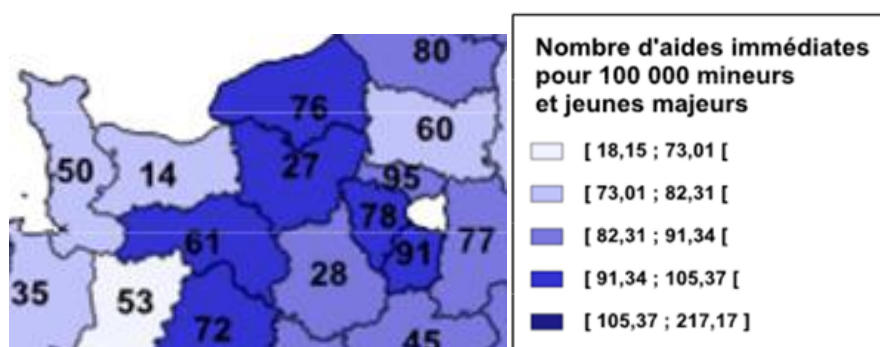 80
76
60
27
50
14
95
78
61
91
77
28
35
53
72
45
Nombre d'aides immédiates
pour 100 000 mineurs
et jeunes majeurs
[ 18,15 ; 73,01 [
[ 73,01 ; 82,31 [
[ 82,31 ; 91,34 [
[ 91,34 ; 105,37 [
[ 105,37 ; 217,17 ]